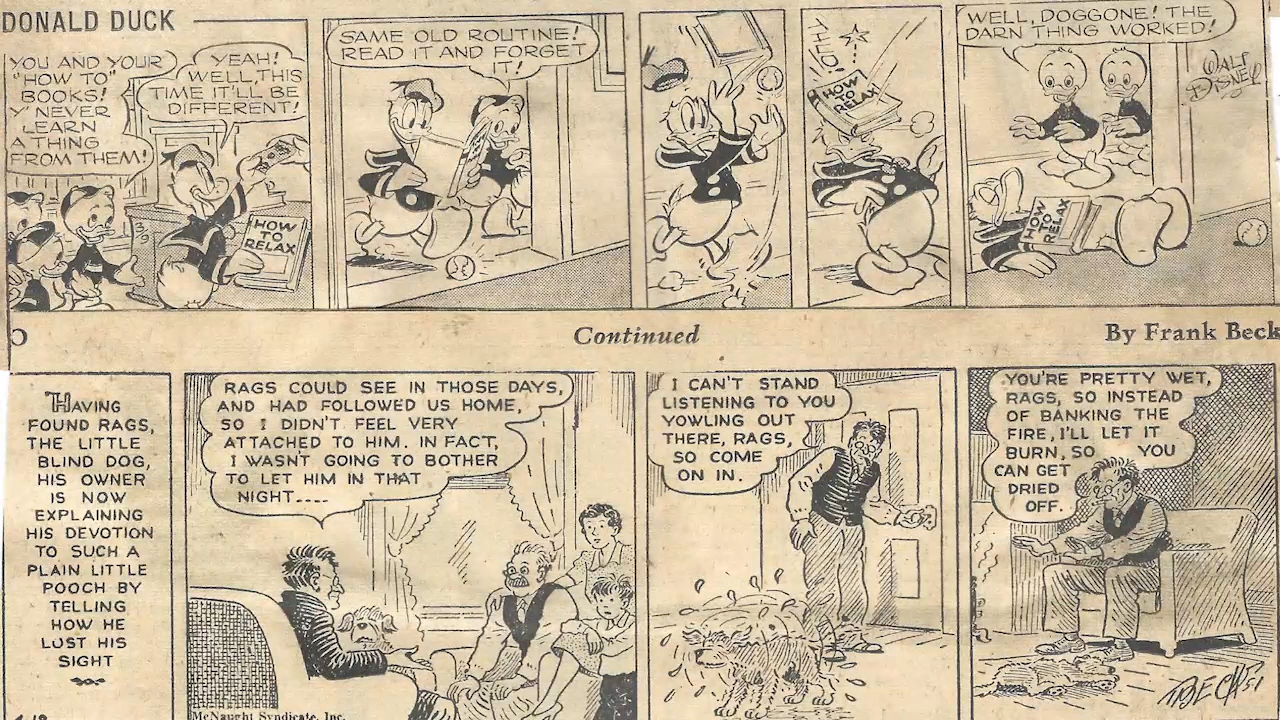 DONALD DUCK
YOU AND YOUR
"HOW TO"
BOOKS!
Y' NEVER
LEARN
A THING
FROM THEM!
YEAH!
WELL, THIS
TIME IT'LL BE
DIFFERENT!
HOW
TO
RELAX
SAME OLD ROUTINE!
READ IT AND FORGET
IT!
HOW
TO
RELAX
WELL, DOGGONE! THE
DARN THING WORKED!
WALT
DISNEY
HOW
TO
RELAX
Continued
By Frank Beck
HAVING
FOUND RAGS,
THE LITTLE
BLIND DOG,
HIS OWNER
IS NOW
EXPLAINING
HIS DEVOTION
TO SUCH A
PLAIN LITTLE
POOCH BY
TELLING
HOW HE
LOST HIS
SIGHT
RAGS COULD SEE IN THOSE DAYS,
AND HAD FOLLOWED US HOME,
SO I DIDN'T FEEL VERY
ATTACHED TO HIM. IN FACT,
I WASN'T GOING TO BOTHER
TO LET HIM IN THAT
NIGHT....
McNaught Syndicate, Inc.
I CAN'T STAND
LISTENING TO YOU
YOWLING OUT
THERE, RAGS,
SO COME
ON IN.
YOU'RE PRETTY WET,
RAGS, SO INSTEAD
OF BANKING THE
FIRE, I'LL LET IT
BURN, SO YOU
CAN GET
DRIED
OFF.